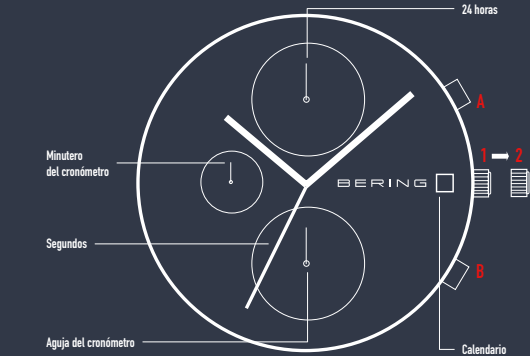 24 horas
A
1 2
Minutero
del cronómetro
BERING
Segundos
B
Aguja del cronómetro
Calendario